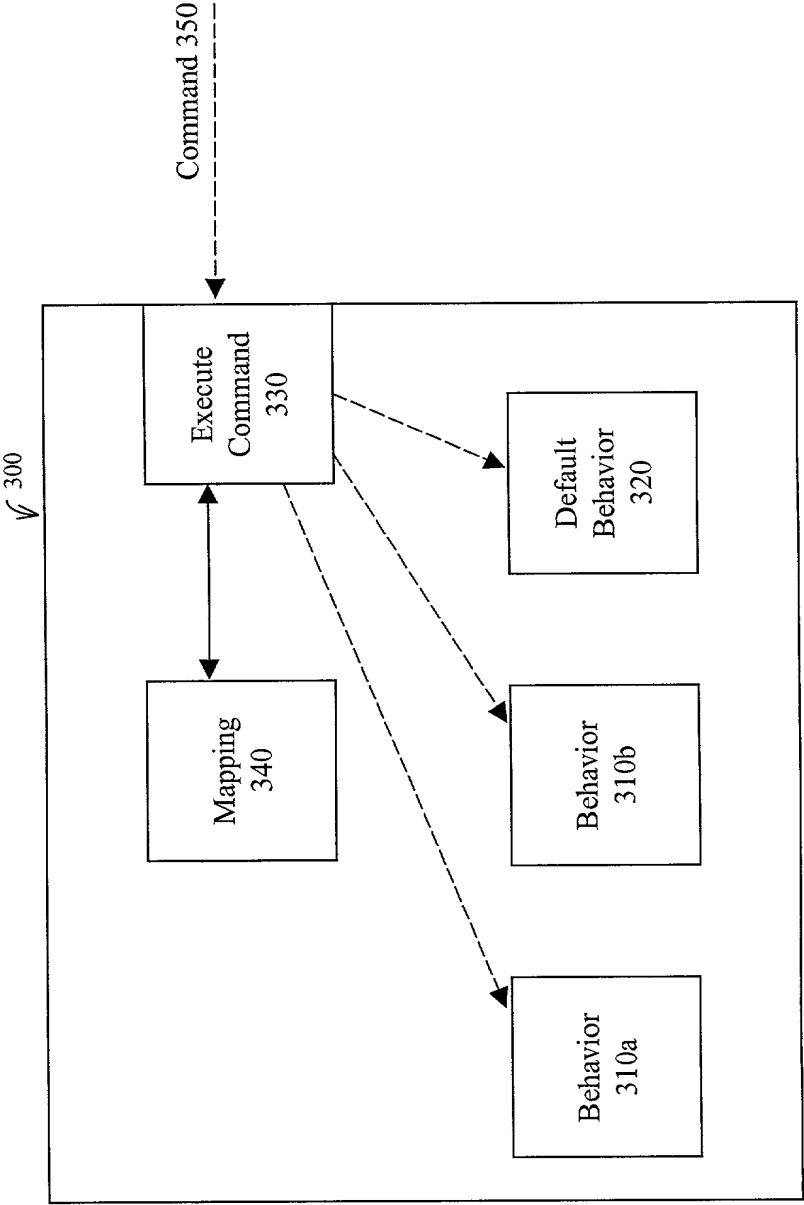 300
Command 350
Execute
Command
330
Mapping
340
Default
Behavior
320
Behavior
310b
Behavior
310a